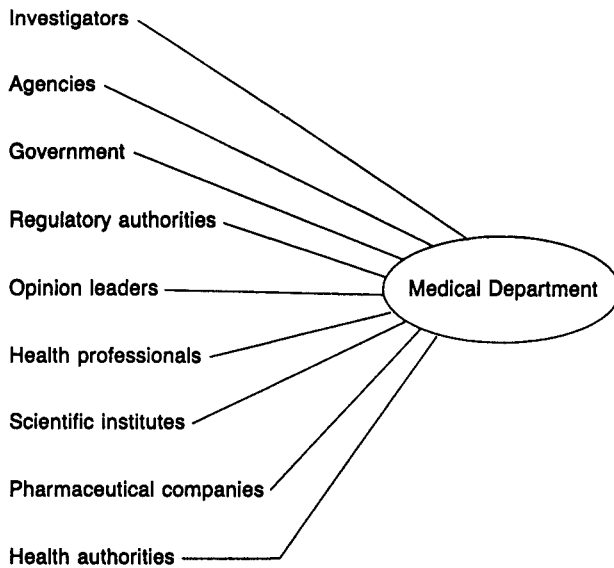 Investigators
Agencies
Government
Regulatory authorities
Opinion leaders
Medical Department
Health professionals
Scientific institutes
Pharmaceutical companies
Health authorities